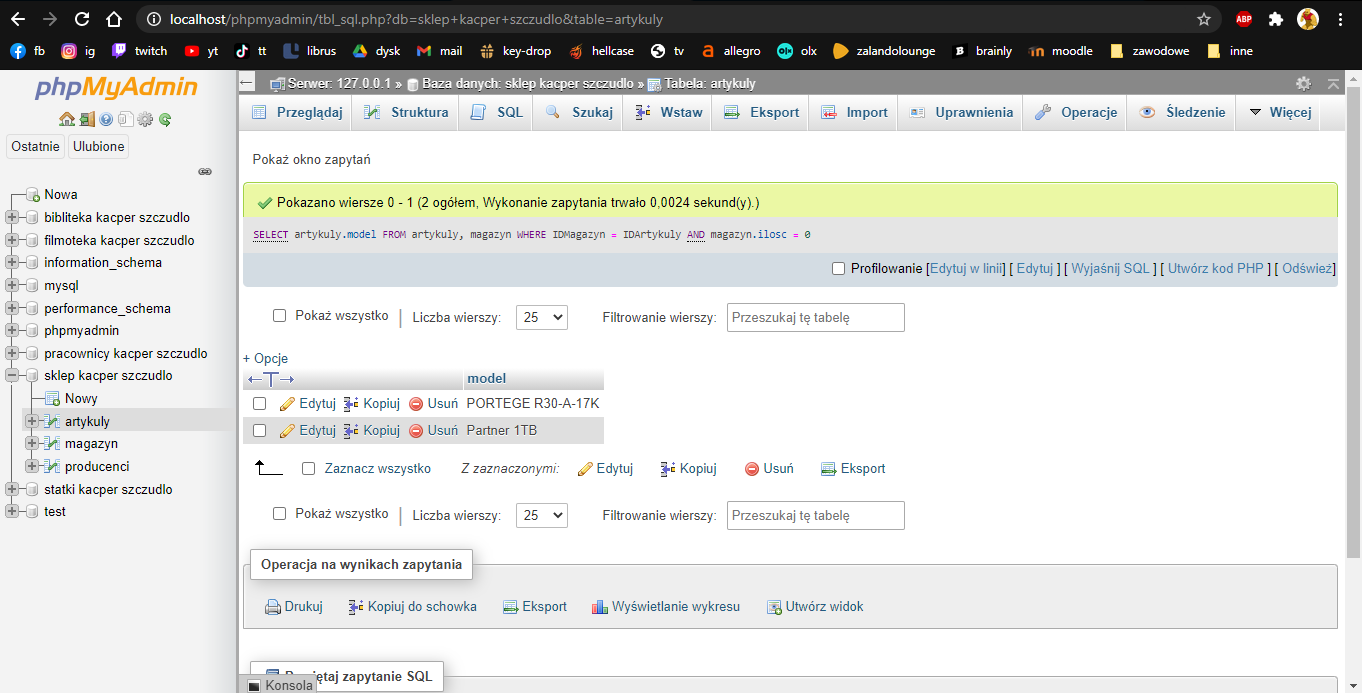 localhost/phpmyadmin/tbl_sql.php?db=sklep+kacper+szczudlo&table=artykuly
ABP
fb ig twitch yt tt librus dysk mail key-drop hellcase tv allegro olx zalandolounge brainly moodle zawodowe inne
phpMyAdmin
Ostatnie Ulubione
Nowa
bibliteka kacper szczudlo
filmoteka kacper szczudlo
information_schema
mysql
performance_schema
phpmyadmin
pracownicy kacper szczudlo
sklep kacper szczudlo
Nowy
artykuly
magazyn
producenci
statki kacper szczudlo
test
Serwer: 127.0.0.1 » Baza danych: sklep kacper szczudlo » Tabela: artykuly
Przeglądaj Struktura SQL Szukaj Wstaw Eksport Import Uprawnienia Operacje Śledzenie Więcej
Pokaż okno zapytań
Pokazano wiersze 0 - 1 (2 ogółem, Wykonanie zapytania trwało 0,0024 sekund(y).)
SELECT artykuly.model FROM artykuly, magazyn WHERE IDMagazyn = IDArtykuly AND magazyn.ilosc = 0
Profilowanie [Edytuj w linii] [ Edytuj ] [ Wyjaśnij SQL ] [ Utwórz kod PHP ] [ Odśwież]
Pokaż wszystko | Liczba wierszy: 25 Filtrowanie wierszy: Przeszukaj tę tabelę
+ Opcje
←T→ model
Edytuj Kopiuj Usuń PORTEGE R30-A-17K
Edytuj Kopiuj Usuń Partner 1TB
Zaznacz wszystko Z zaznaczonymi: Edytuj Kopiuj Usuń Eksport
Pokaż wszystko | Liczba wierszy: 25 Filtrowanie wierszy: Przeszukaj tę tabelę
Operacja na wynikach zapytania
Drukuj Kopiuj do schowka Eksport Wyświetlanie wykresu Utwórz widok
zapytanie SQL
Konsola